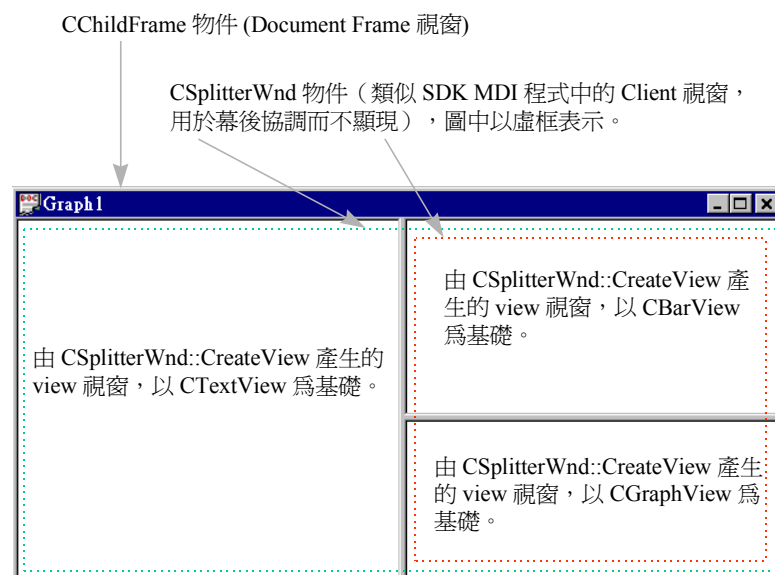 CChildFrame 物件 (Document Frame 視窗)
CSplitterWnd 物件（類似 SDK MDI 程式中的 Client 視窗，
用於幕後協調而不顯現），圖中以虛框表示。
Graph1
由 CSplitterWnd::CreateView 產
生的 view 視窗，以 CBarView
爲基礎。
由 CSplitterWnd::CreateView 產生的
view 視窗，以 CTextView 爲基礎。
由 CSplitterWnd::CreateView 產生
的 view 視窗，以 CGraphView 爲
基礎。